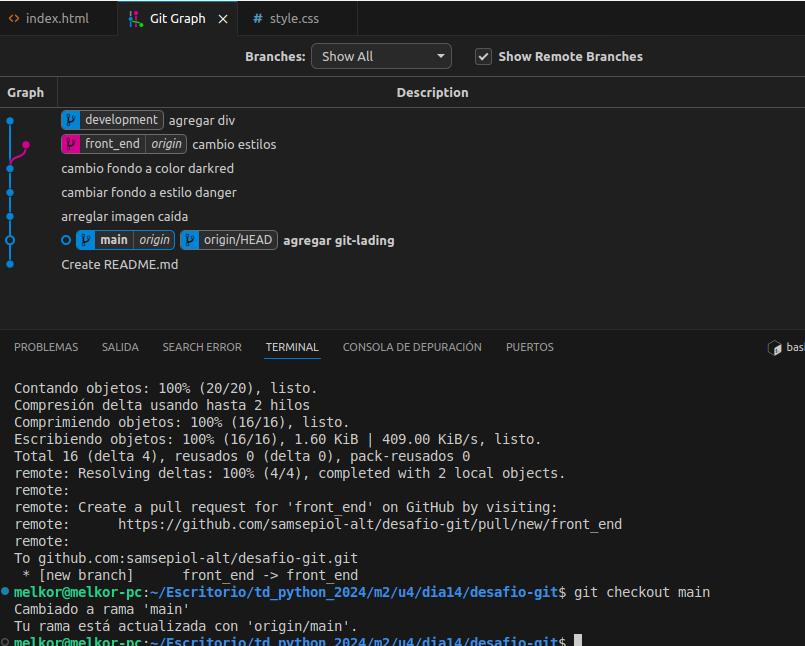 index.html Git Graph style.css
Branches: Show All Show Remote Branches
Graph Description
development agregar div
front_end origin cambio estilos
cambio fondo a color darkred
cambiar fondo a estilo danger
arreglar imagen caída
main origin origin/HEAD agregar git-lading
Create README.md
PROBLEMAS SALIDA SEARCH ERROR TERMINAL CONSOLA DE DEPURACIÓN PUERTOS bas
Contando objetos: 100% (20/20), listo.
Compresión delta usando hasta 2 hilos
Comprimiendo objetos: 100% (16/16), listo.
Escribiendo objetos: 100% (16/16), 1.60 KiB | 409.00 KiB/s, listo.
Total 16 (delta 4), reusados 0 (delta 0), pack-reusados 0
remote: Resolving deltas: 100% (4/4), completed with 2 local objects.
remote:
remote: Create a pull request for 'front_end' on GitHub by visiting:
remote:      https://github.com/samsepiol-alt/desafio-git/pull/new/front_end
remote:
To github.com:samsepiol-alt/desafio-git.git
 * [new branch]      front_end -> front_end
melkor@melkor-pc:~/Escritorio/td_python_2024/m2/u4/dia14/desafio-git$ git checkout main
Cambiado a rama 'main'
Tu rama está actualizada con 'origin/main'.
melkor@melkor-pc:~/Escritorio/td_python_2024/m2/u4/dia14/desafio-git$